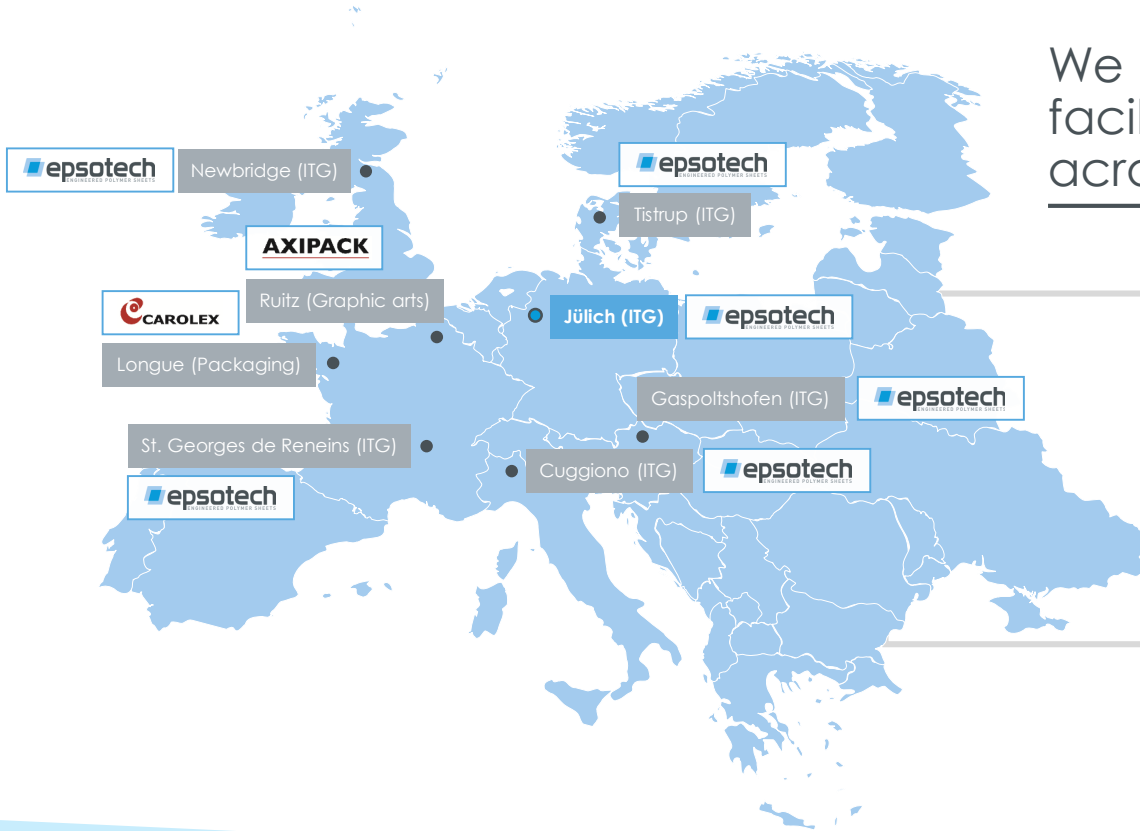 We
facil
acro
epsotech
ENGINEERED POLYMER SHEETS
Newbridge (ITG)
epsotech
ENGINEERED POLYMER SHEETS
Tistrup (ITG)
AXIPACK
Ruitz (Graphic arts)
CAROLEX
Longue (Packaging)
Jülich (ITG)
epsotech
ENGINEERED POLYMER SHEETS
Gaspoltshofen (ITG)
epsotech
ENGINEERED POLYMER SHEETS
St. Georges de Reneins (ITG)
epsotech
ENGINEERED POLYMER SHEETS
Cuggiono (ITG)
epsotech
ENGINEERED POLYMER SHEETS